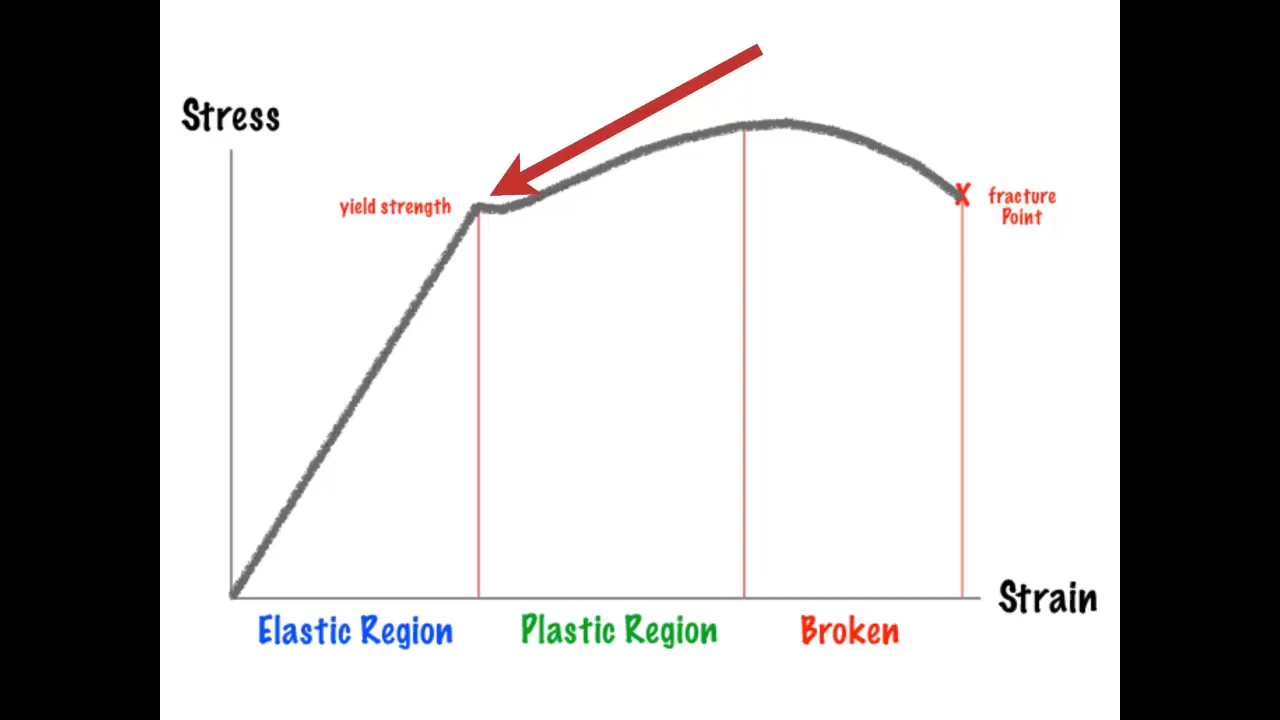 Stress
yield strength
fracture
Point
Strain
Elastic Region
Plastic Region
Broken